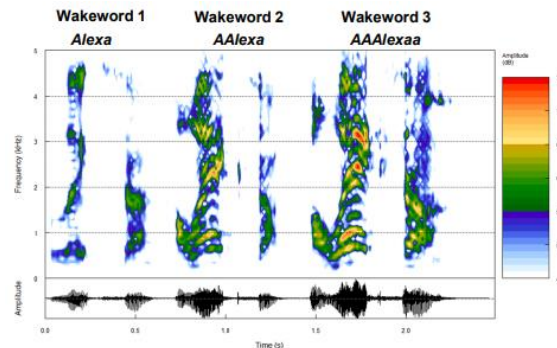 Wakeword 1 Wakeword 2 Wakeword 3
Alexa AAlexa AAAlexaa
Amplitude
(dB)
Frequency (kHz)
5
4
3
2
1
0
Amplitude
0.0 0.5 1.0 1.5 2.0
Time (s)